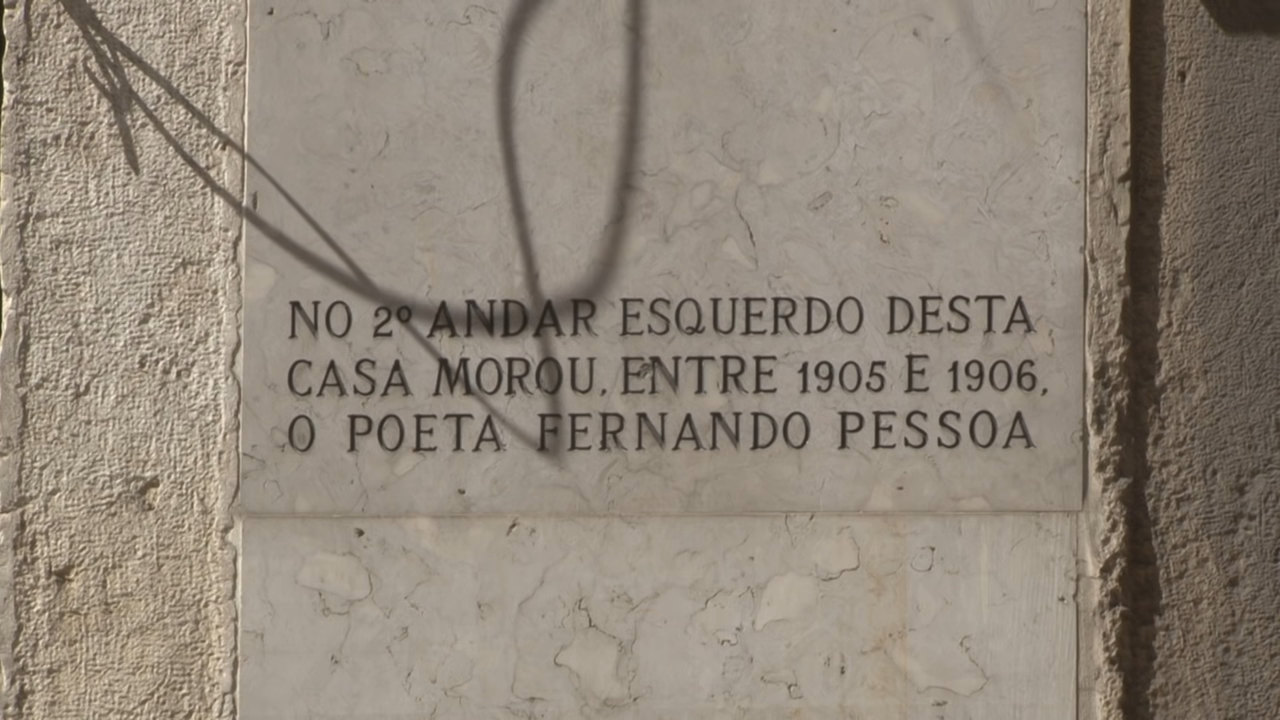 NO 2º ANDAR ESQUERDO DESTA
CASA MOROU, ENTRE 1905 E 1906,
O POETA FERNANDO PESSOA